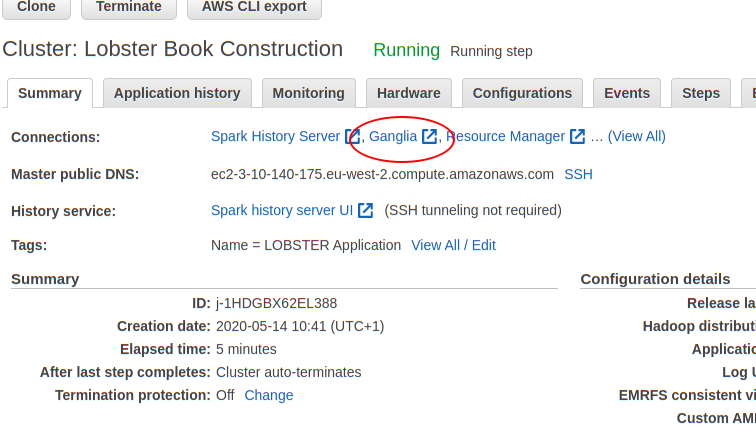 Clone Terminate AWS CLI export
Cluster: Lobster Book Construction Running Running step
Summary Application history Monitoring Hardware Configurations Events Steps
Connections: Spark History Server , Ganglia , Resource Manager … (View All)
Master public DNS: ec2-3-10-140-175.eu-west-2.compute.amazonaws.com SSH
History service: Spark history server UI (SSH tunneling not required)
Tags: Name = LOBSTER Application View All / Edit
Summary Configuration details
ID: j-1HDGBX62EL388 Release la
Creation date: 2020-05-14 10:41 (UTC+1) Hadoop distributi
Elapsed time: 5 minutes Applicatio
After last step completes: Cluster auto-terminates Log U
Termination protection: Off Change EMRFS consistent vi
Custom AM